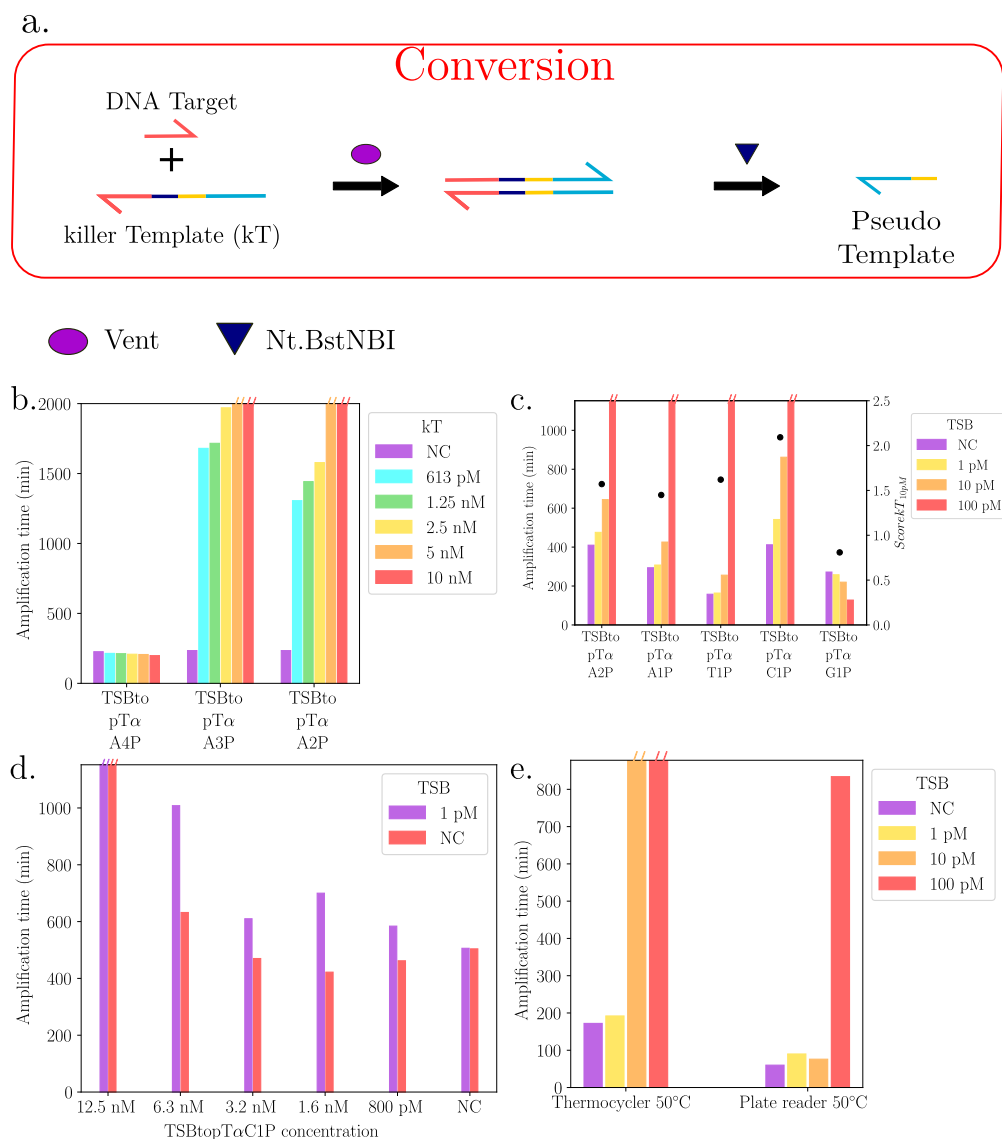 a.
Conversion
DNA Target
+
killer Template (kT)
Pseudo
Template
Vent
Nt.BstNBI
b.
Amplification time (min)
2000
1500
1000
500
0
TSBto
pTα
A4P
TSBto
pTα
A3P
TSBto
pTα
A2P
kT
NC
613 pM
1.25 nM
2.5 nM
5 nM
10 nM
c.
Amplification time (min)
1000
800
600
400
200
0
2.5
2.0
1.5
1.0
0.5
0.0
ScorekT10pM
TSBto
pTα
A2P
TSBto
pTα
A1P
TSBto
pTα
T1P
TSBto
pTα
C1P
TSBto
pTα
G1P
TSB
NC
1 pM
10 pM
100 pM
d.
Amplification time (min)
1000
800
600
400
200
0
12.5 nM 6.3 nM 3.2 nM 1.6 nM 800 pM NC
TSBtopTαC1P concentration
TSB
1 pM
NC
e.
Amplification time (min)
800
700
600
500
400
300
200
100
0
Thermocycler 50°C Plate reader 50°C
TSB
NC
1 pM
10 pM
100 pM